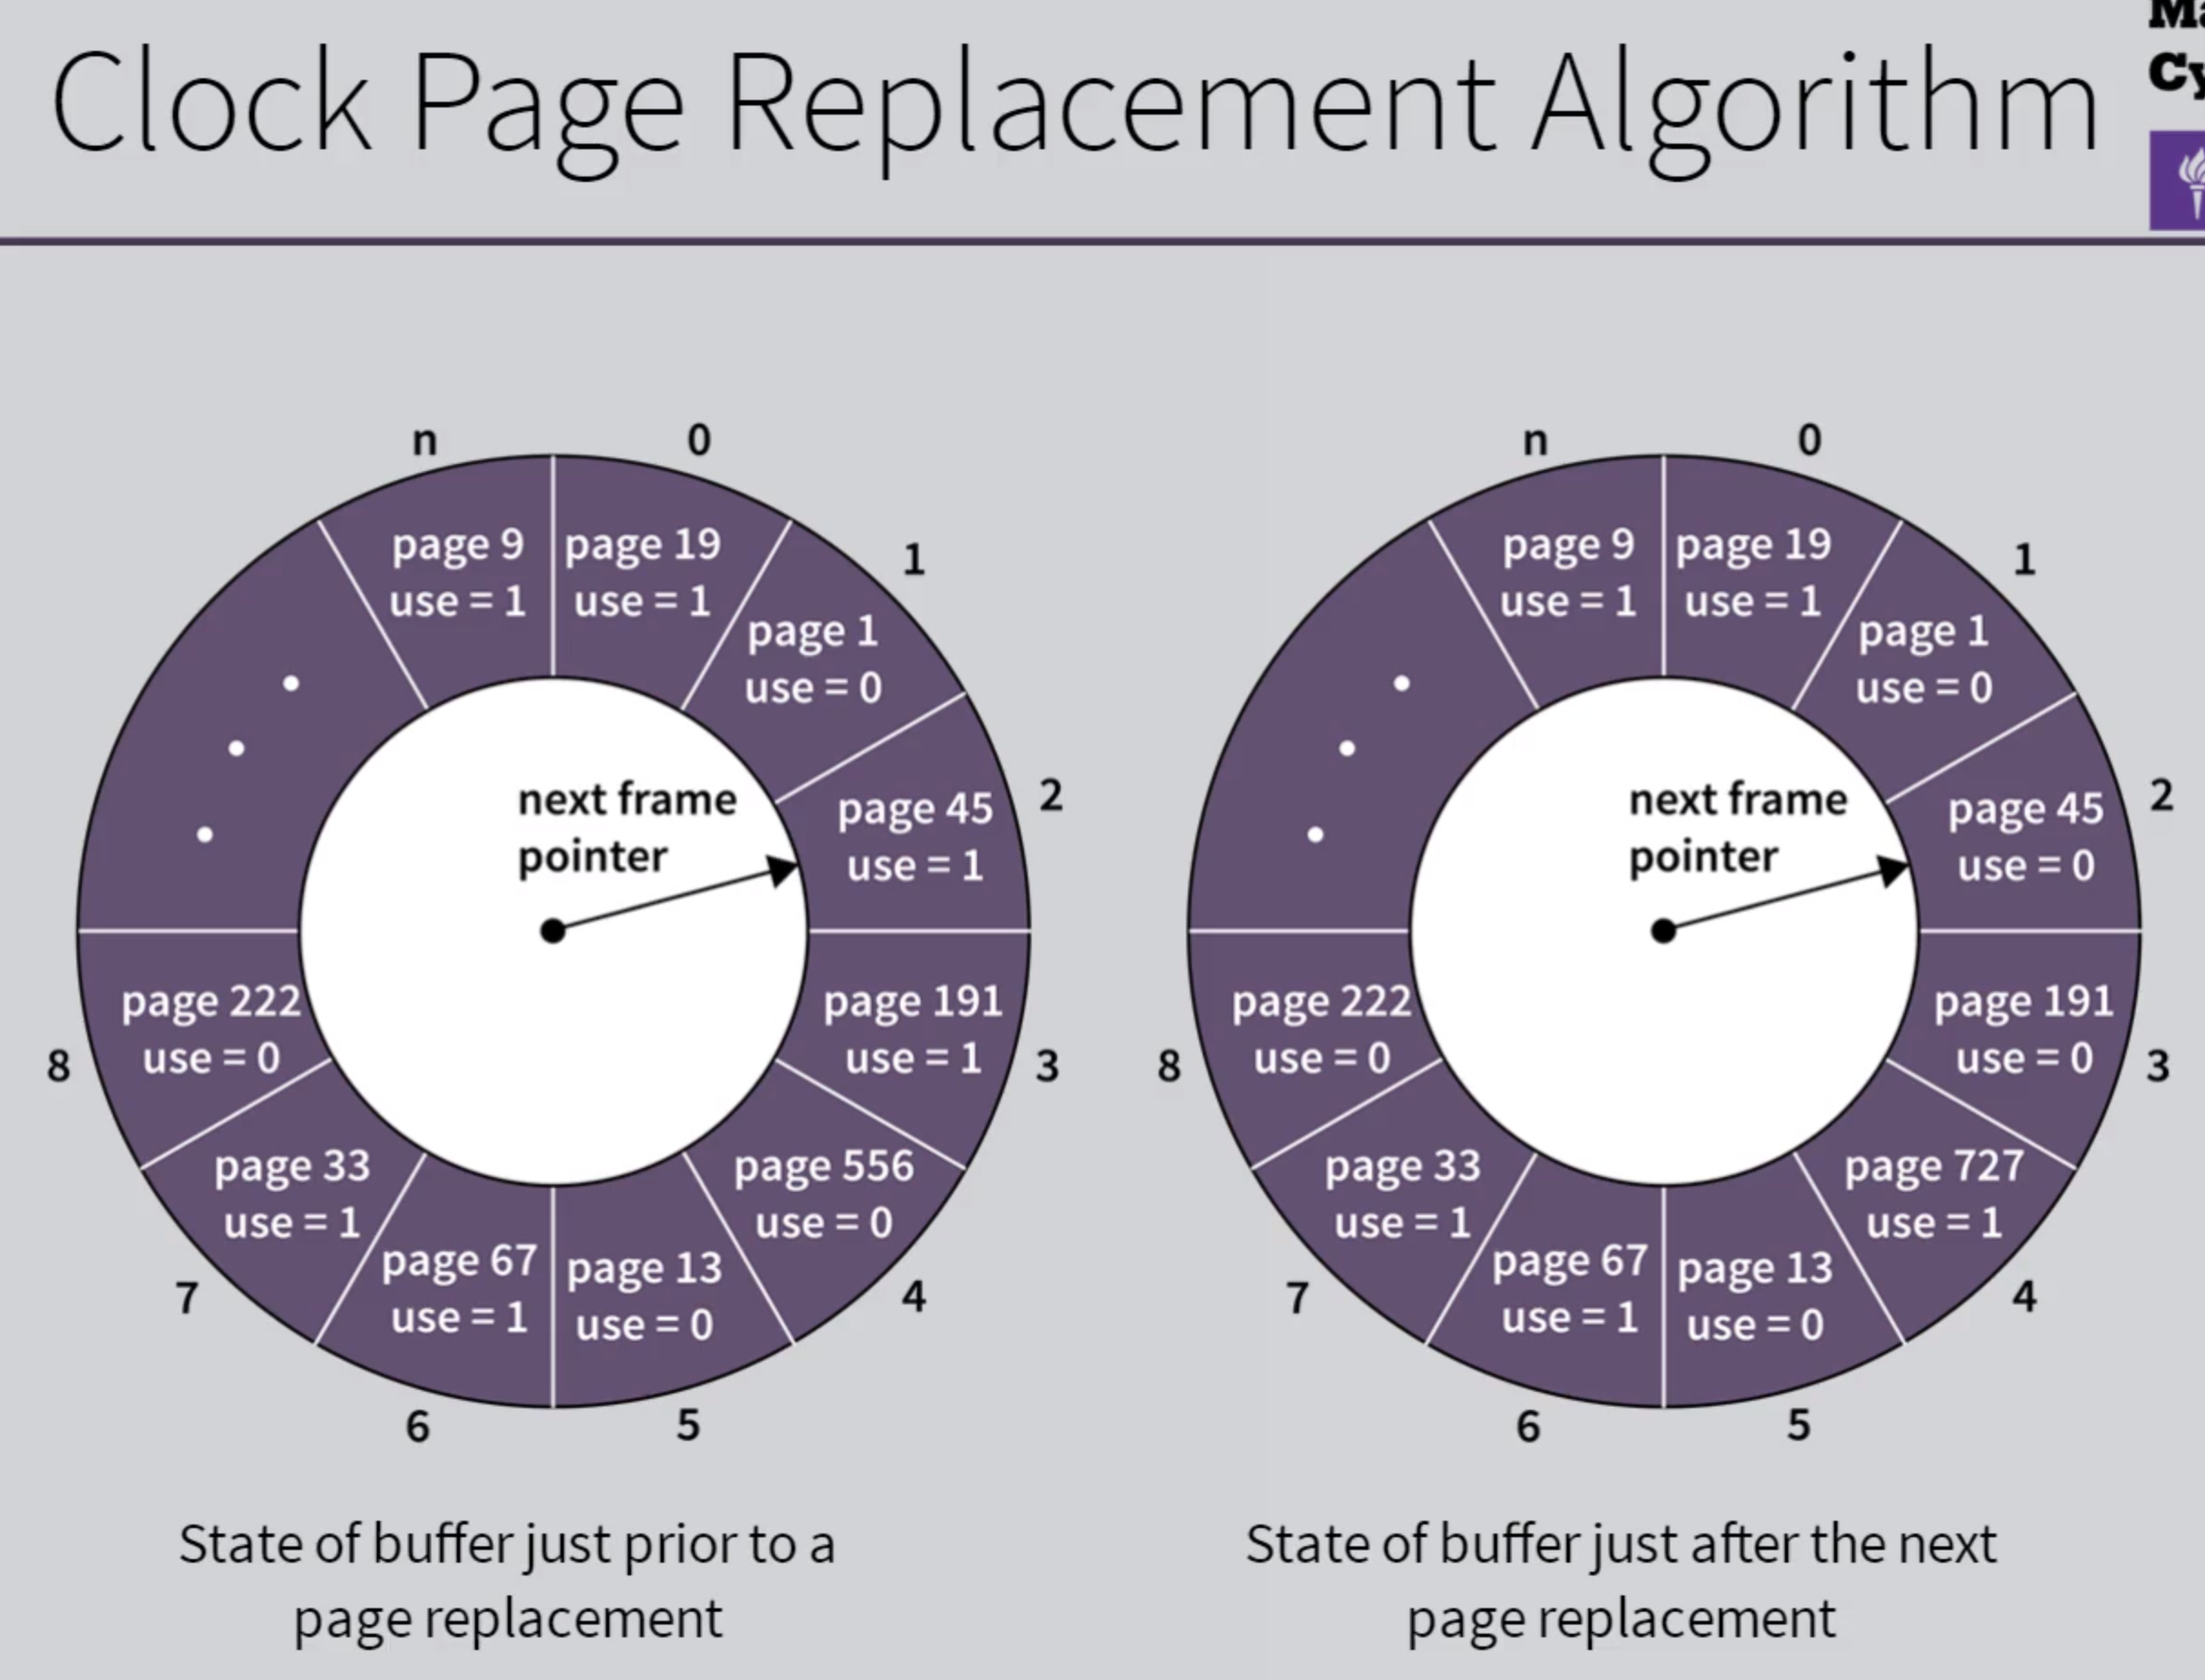 Clock Page Replacement Algorithm
n
0
page 9
use = 1
page 19
use = 1
1
page 1
use = 0
2
page 45
use = 1
next frame
pointer
3
page 191
use = 1
4
page 556
use = 0
5
page 13
use = 0
6
page 67
use = 1
7
page 33
use = 1
8
page 222
use = 0
State of buffer just prior to a
page replacement
n
0
page 9
use = 1
page 19
use = 1
1
page 1
use = 0
2
page 45
use = 0
next frame
pointer
3
page 191
use = 0
4
page 727
use = 1
5
page 13
use = 0
6
page 67
use = 1
7
page 33
use = 1
8
page 222
use = 0
State of buffer just after the next
page replacement